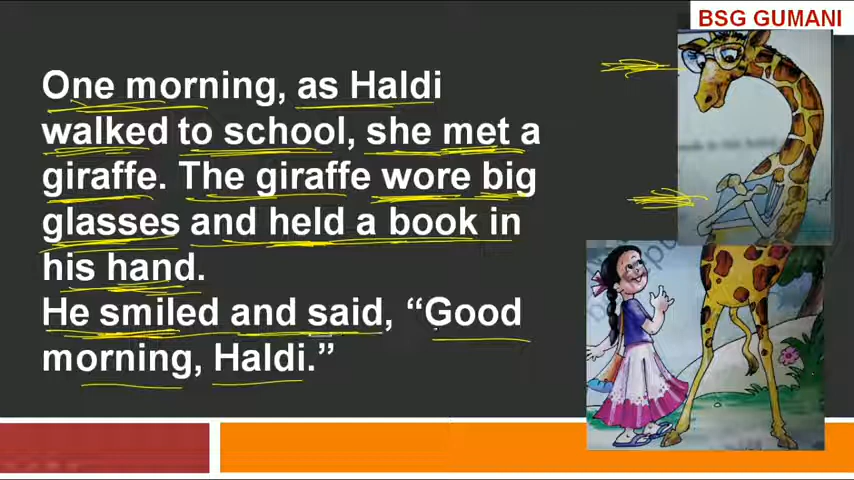 BSG GUMANI
One morning, as Haldi
walked to school, she met a
giraffe. The giraffe wore big
glasses and held a book in
his hand.
He smiled and said, “Good
morning, Haldi.”